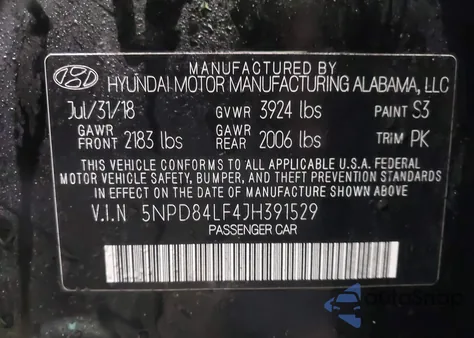 MANUFACTURED BY
HYUNDAI MOTOR MANUFACTURING ALABAMA, LLC
Jul/31/18 GVWR 3924 lbs PAINT S3
GAWR FRONT 2183 lbs GAWR REAR 2006 lbs TRIM PK
THIS VEHICLE CONFORMS TO ALL APPLICABLE U.S.A. FEDERAL
MOTOR VEHICLE SAFETY, BUMPER, AND THEFT PREVENTION STANDARDS
IN EFFECT ON THE DATE OF MANUFACTURE SHOWN ABOVE
V.I.N 5NPD84LF4JH391529
PASSENGER CAR
AutoSnap